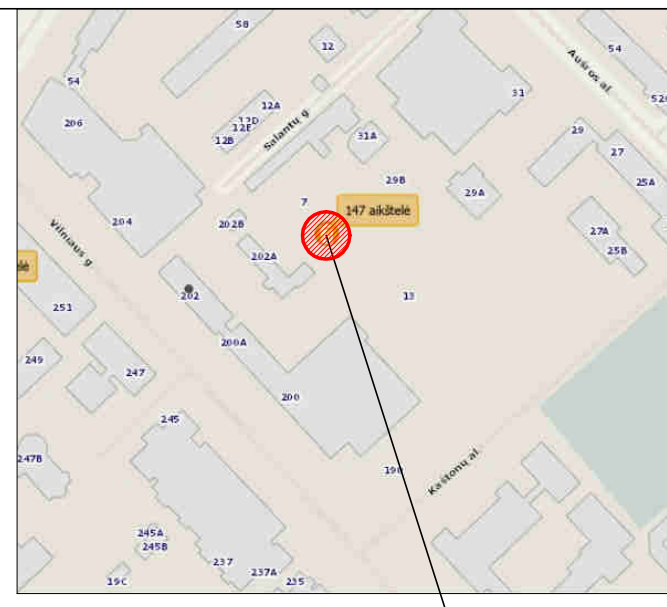 58
12
54
206
12A
12D
12E
12B
Salantų g.
31A
31
Aušros al.
54
52
29
27
25A
29B
29A
7
147 aikštelė
202B
202A
204
Vilniaus g.
27A
25B
202
13
251
200A
249
247
200
245
190
Kaštonų al.
247B
245A
245B
237
237A
235
19C